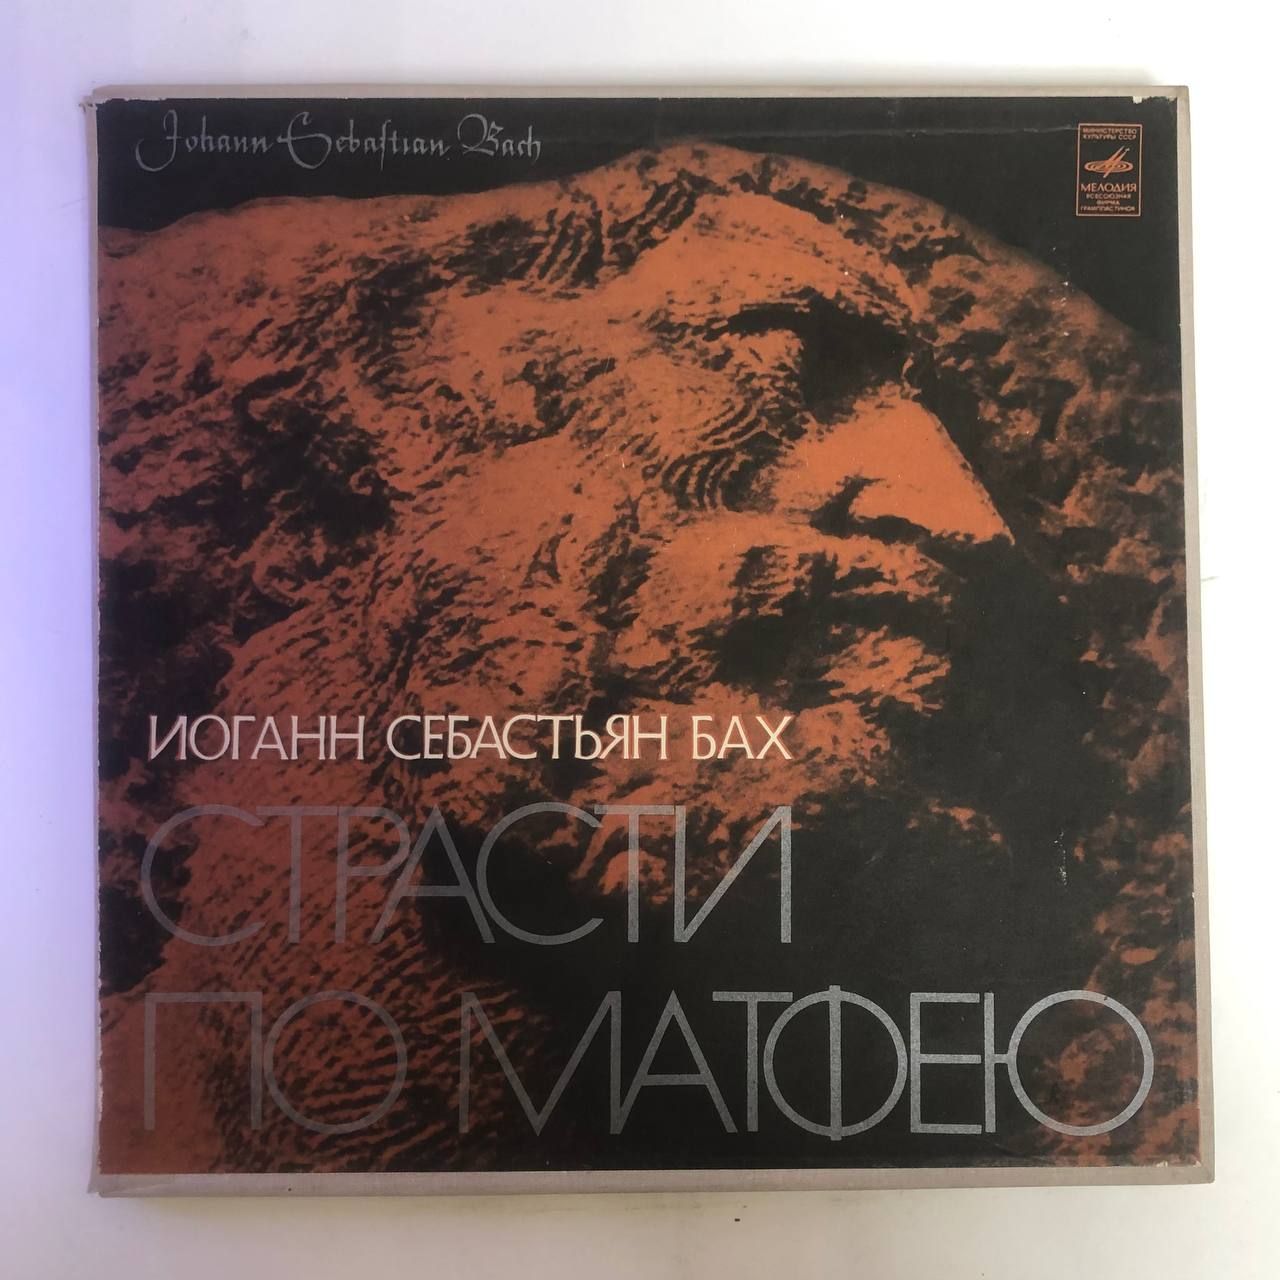 Johann Sebastian Bach
МИНИСТЕРСТВО
КУЛЬТУРЫ СССР
МЕЛОДИЯ
ВСЕСОЮЗНАЯ
ФИРМА
ГРАМПЛАСТИНОК
ИОГАНН СЕБАСТЬЯН БАХ
СТРАСТИ
ПО МАТФЕЮ